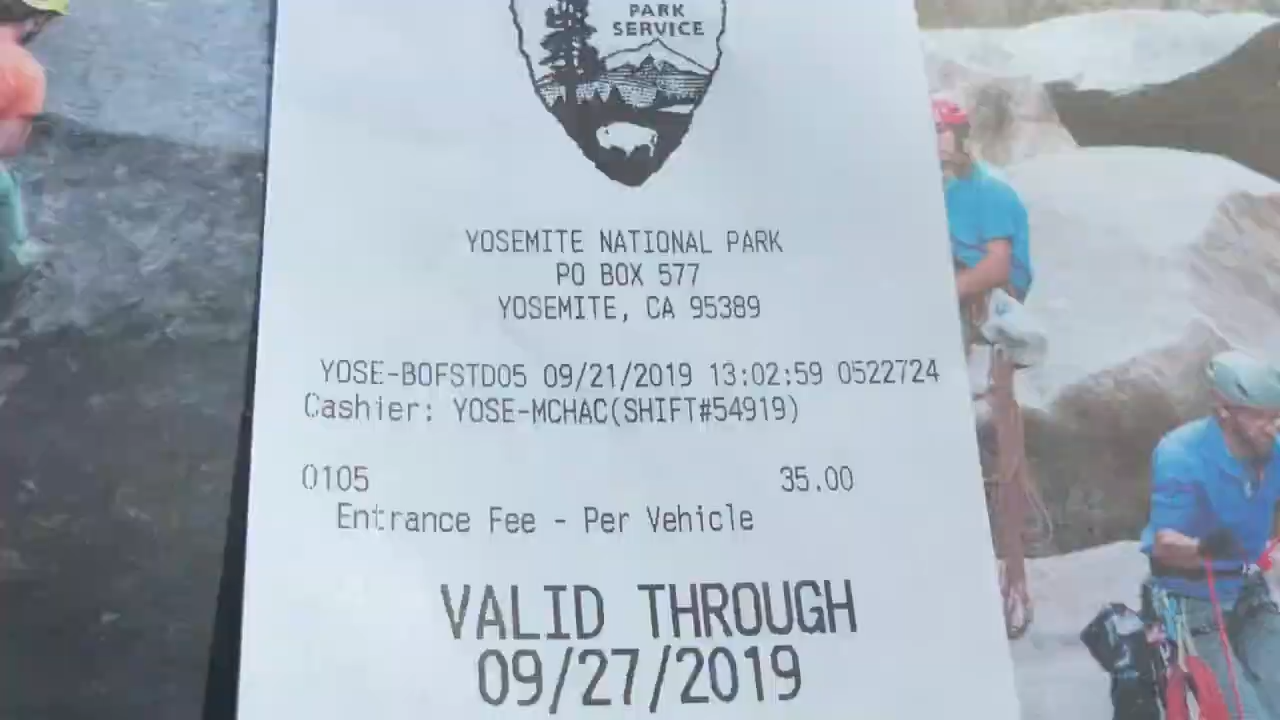 PARK
SERVICE
YOSEMITE NATIONAL PARK
PO BOX 577
YOSEMITE, CA 95389
YOSE-BOFSTD05 09/21/2019 13:02:59 0522724
Cashier: YOSE-MCHAC(SHIFT#54919)
0105 35.00
Entrance Fee - Per Vehicle
VALID THROUGH
09/27/2019